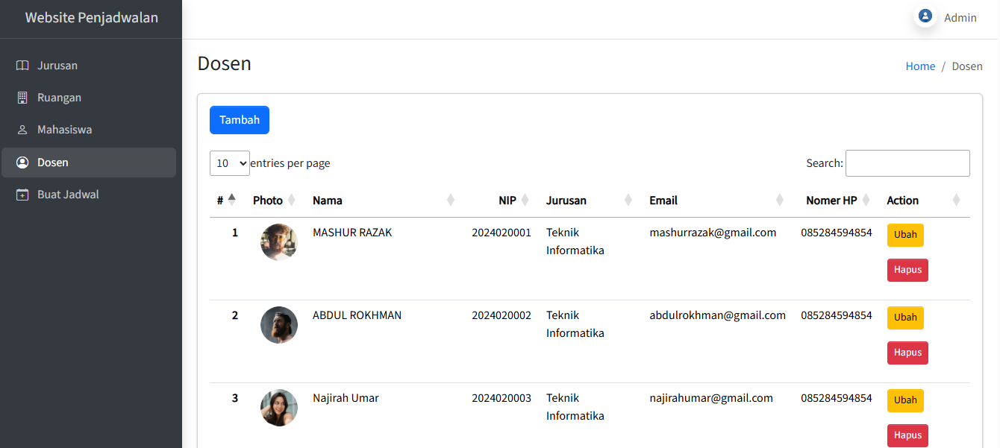 Website Penjadwalan
Admin
Jurusan
Ruangan
Mahasiswa
Dosen
Buat Jadwal
Dosen
Home / Dosen
Tambah
10 entries per page
Search:
# Photo Nama NIP Jurusan Email Nomer HP Action
1 MASHUR RAZAK 2024020001 Teknik Informatika mashurrazak@gmail.com 085284594854 Ubah
Hapus
2 ABDUL ROKHMAN 2024020002 Teknik Informatika abdulrokhman@gmail.com 085284594854 Ubah
Hapus
3 Najirah Umar 2024020003 Teknik Informatika najirahumar@gmail.com 085284594854 Ubah
Hapus